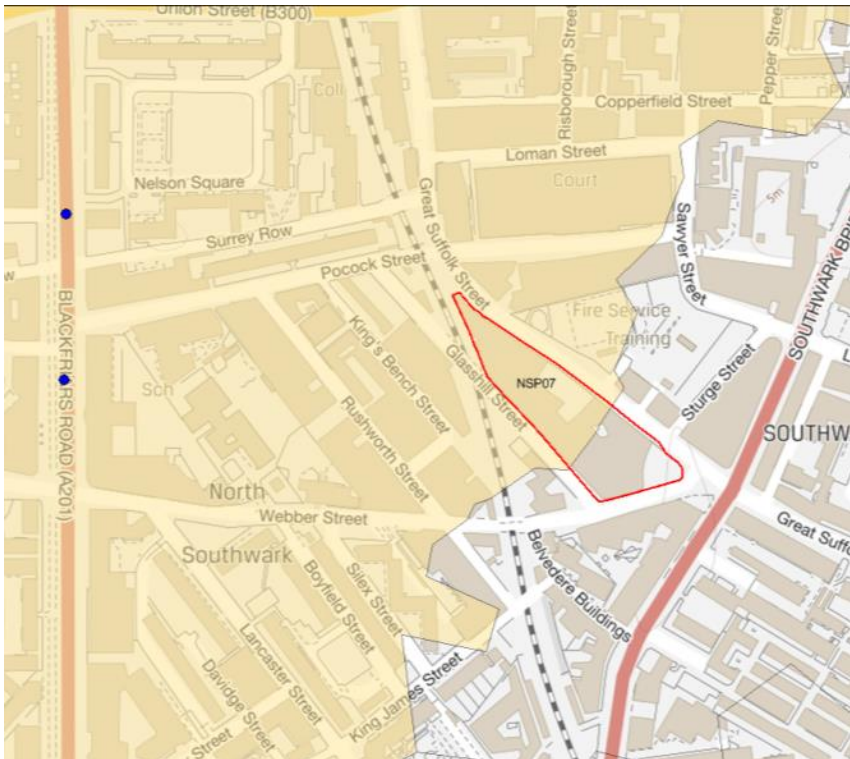 Union Street (B300)
Coll
Risborough Street
Pepper Street
Copperfield Street
Loman Street
Court
Nelson Square
5m
Great Suffolk Street
Sawyer Street
Surrey Row
Pocock Street
SOUTHWARK BRI
BLACKFRIARS ROAD (A201)
Fire Service
Training
King's Bench Street
Glasshill Street
NSP07
Sch
Sturge Street
Rushworth Street
SOUTHW
North
Southwark
Webber Street
Great Suffo
Belvedere Buildings
Silex Street
Boyfield Street
Lancaster Street
Davidge Street
King James Street
Street